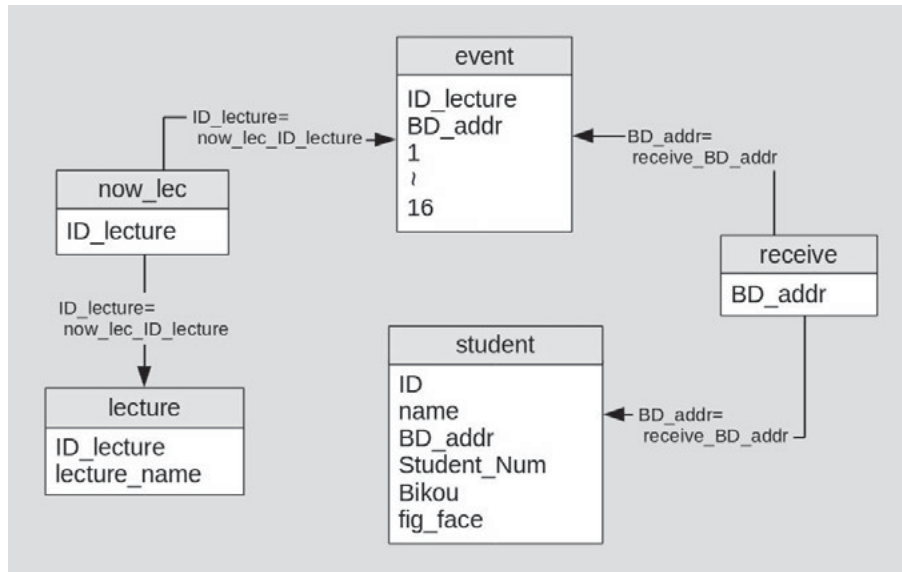 event
ID_lecture
BD_addr
1
~
16
ID_lecture=
now_lec_ID_lecture
BD_addr=
receive_BD_addr
now_lec
ID_lecture
receive
BD_addr
ID_lecture=
now_lec_ID_lecture
student
ID
name
BD_addr
Student_Num
Bikou
fig_face
BD_addr=
receive_BD_addr
lecture
ID_lecture
lecture_name